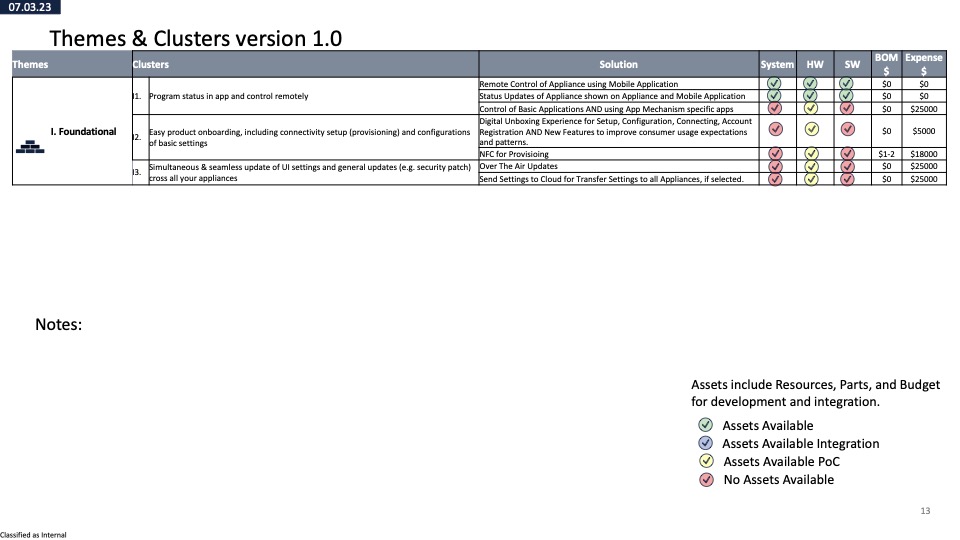 07.03.23
Themes & Clusters version 1.0
Themes Clusters Solution System HW SW BOM $ Expense $
I. Foundational
I1. Program status in app and control remotely
Remote Control of Appliance using Mobile Application $0 $0
Status Updates of Appliance shown on Appliance and Mobile Application $0 $0
Control of Basic Applications AND using App Mechanism specific apps $0 $25000
I2. Easy product onboarding, including connectivity setup (provisioning) and configurations
of basic settings
Digital Unboxing Experience for Setup, Configuration, Connecting, Account
Registration AND New Features to improve consumer usage expectations
and patterns.
$0 $5000
NFC for Provisioing $1-2 $18000
I3. Simultaneous & seamless update of UI settings and general updates (e.g. security patch)
cross all your appliances
Over The Air Updates $0 $25000
Send Settings to Cloud for Transfer Settings to all Appliances, if selected. $0 $25000
Notes:
Assets include Resources, Parts, and Budget
for development and integration.
Assets Available
Assets Available Integration
Assets Available PoC
No Assets Available
13
Classified as Internal